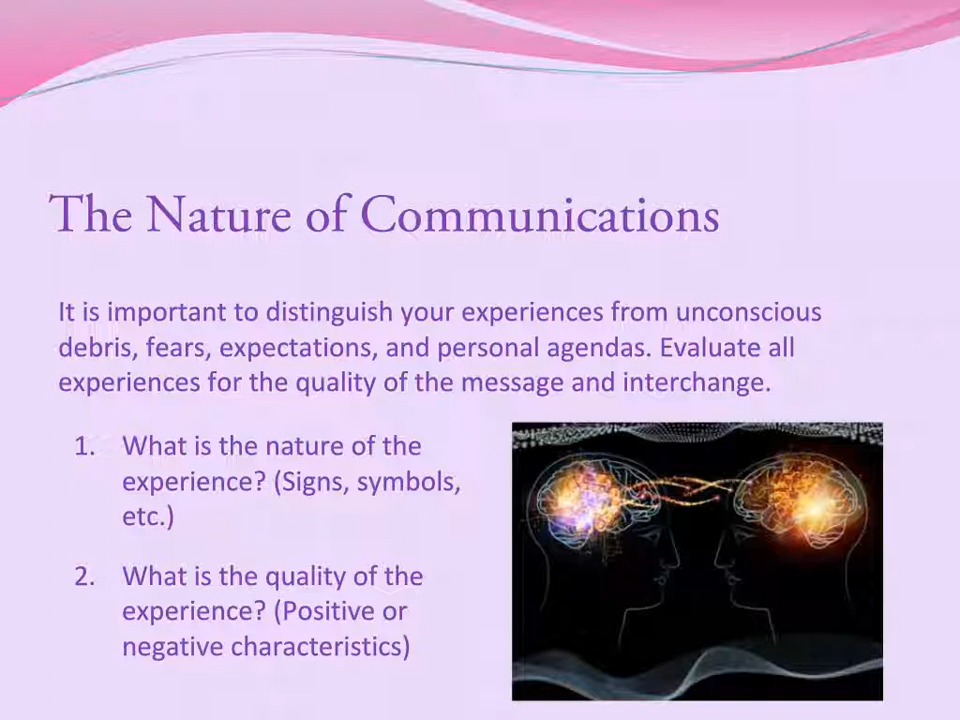 The Nature of Communications
It is important to distinguish your experiences from unconscious
debris, fears, expectations, and personal agendas. Evaluate all
experiences for the quality of the message and interchange.
1. What is the nature of the
experience? (Signs, symbols,
etc.)
2. What is the quality of the
experience? (Positive or
negative characteristics)